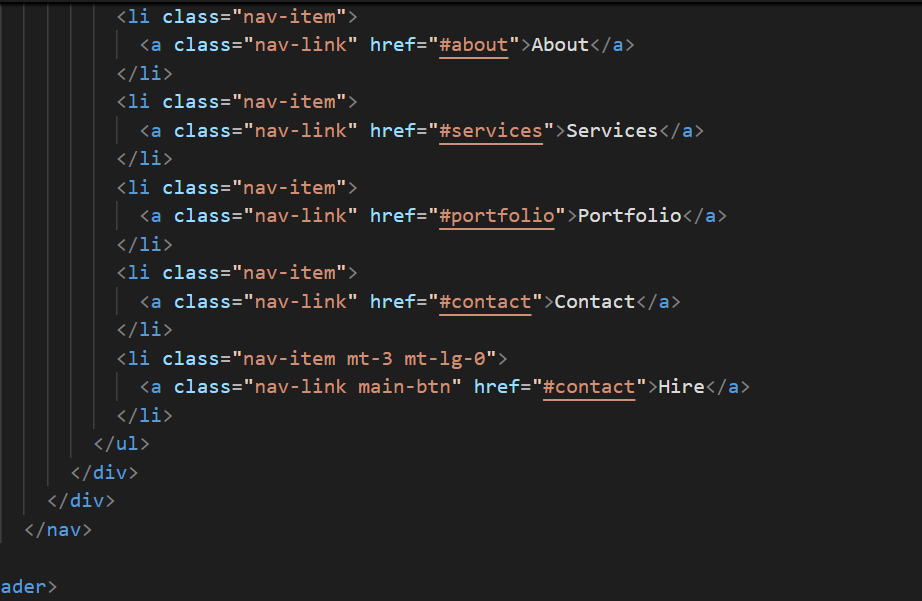 <li class="nav-item">
<a class="nav-link" href="#about">About</a>
</li>
<li class="nav-item">
<a class="nav-link" href="#services">Services</a>
</li>
<li class="nav-item">
<a class="nav-link" href="#portfolio">Portfolio</a>
</li>
<li class="nav-item">
<a class="nav-link" href="#contact">Contact</a>
</li>
<li class="nav-item mt-3 mt-lg-0">
<a class="nav-link main-btn" href="#contact">Hire</a>
</li>
</ul>
</div>
</div>
</nav>
ader>